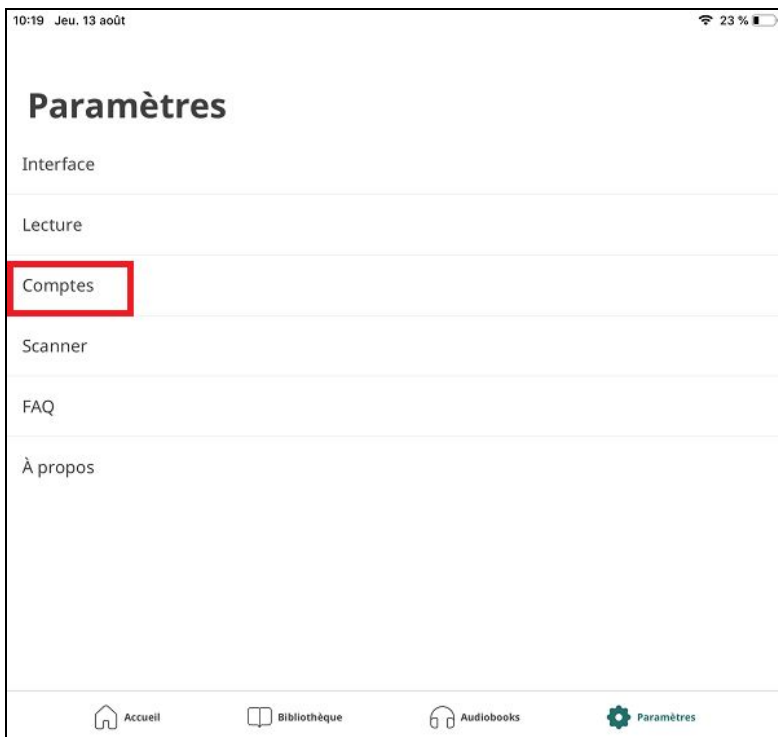 10:19 Jeu. 13 août 23 %
Paramètres
Interface
Lecture
Comptes
Scanner
FAQ
À propos
Accueil Bibliothèque Audiobooks Paramètres